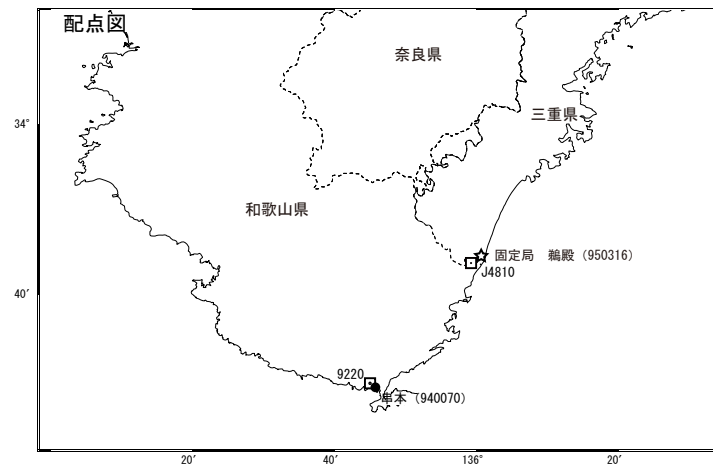 配点図
奈良県
34°
三重県
和歌山県
固定局 鵜殿（950316）
J4810
40′
9220
串本（940070）
20′ 40′ 136° 20′